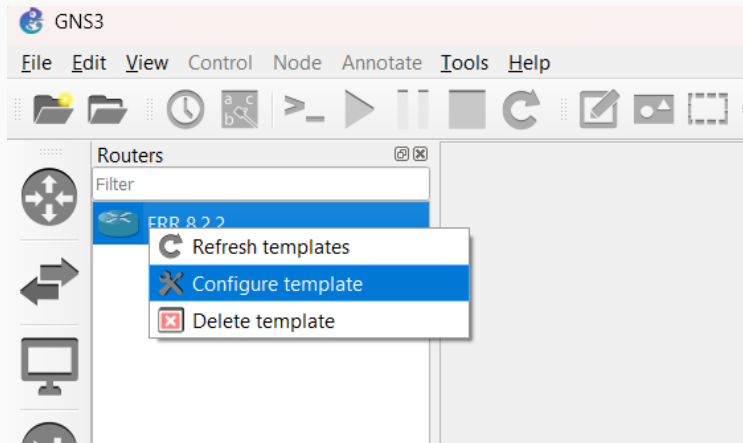 GNS3
File Edit View Control Node Annotate Tools Help
Routers
Filter
FRR 8.2.2
Refresh templates
Configure template
Delete template